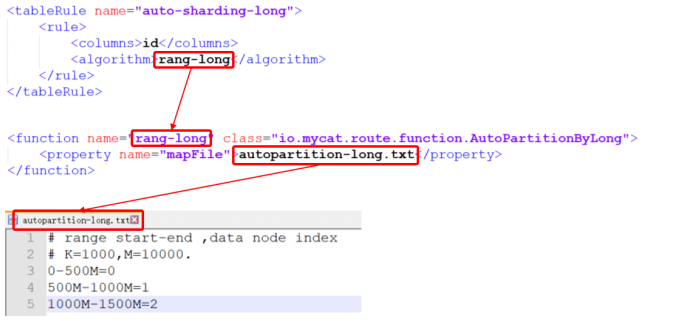 <tableRule name="auto-sharding-long">
<rule>
<columns>id</columns>
<algorithm>rang-long</algorithm>
</rule>
</tableRule>
<function name="rang-long" class="io.mycat.route.function.AutoPartitionByLong">
<property name="mapFile">autopartition-long.txt</property>
</function>
autopartition-long.txt
1 # range start-end ,data node index
2 # K=1000,M=10000.
3 0-500M=0
4 500M-1000M=1
5 1000M-1500M=2